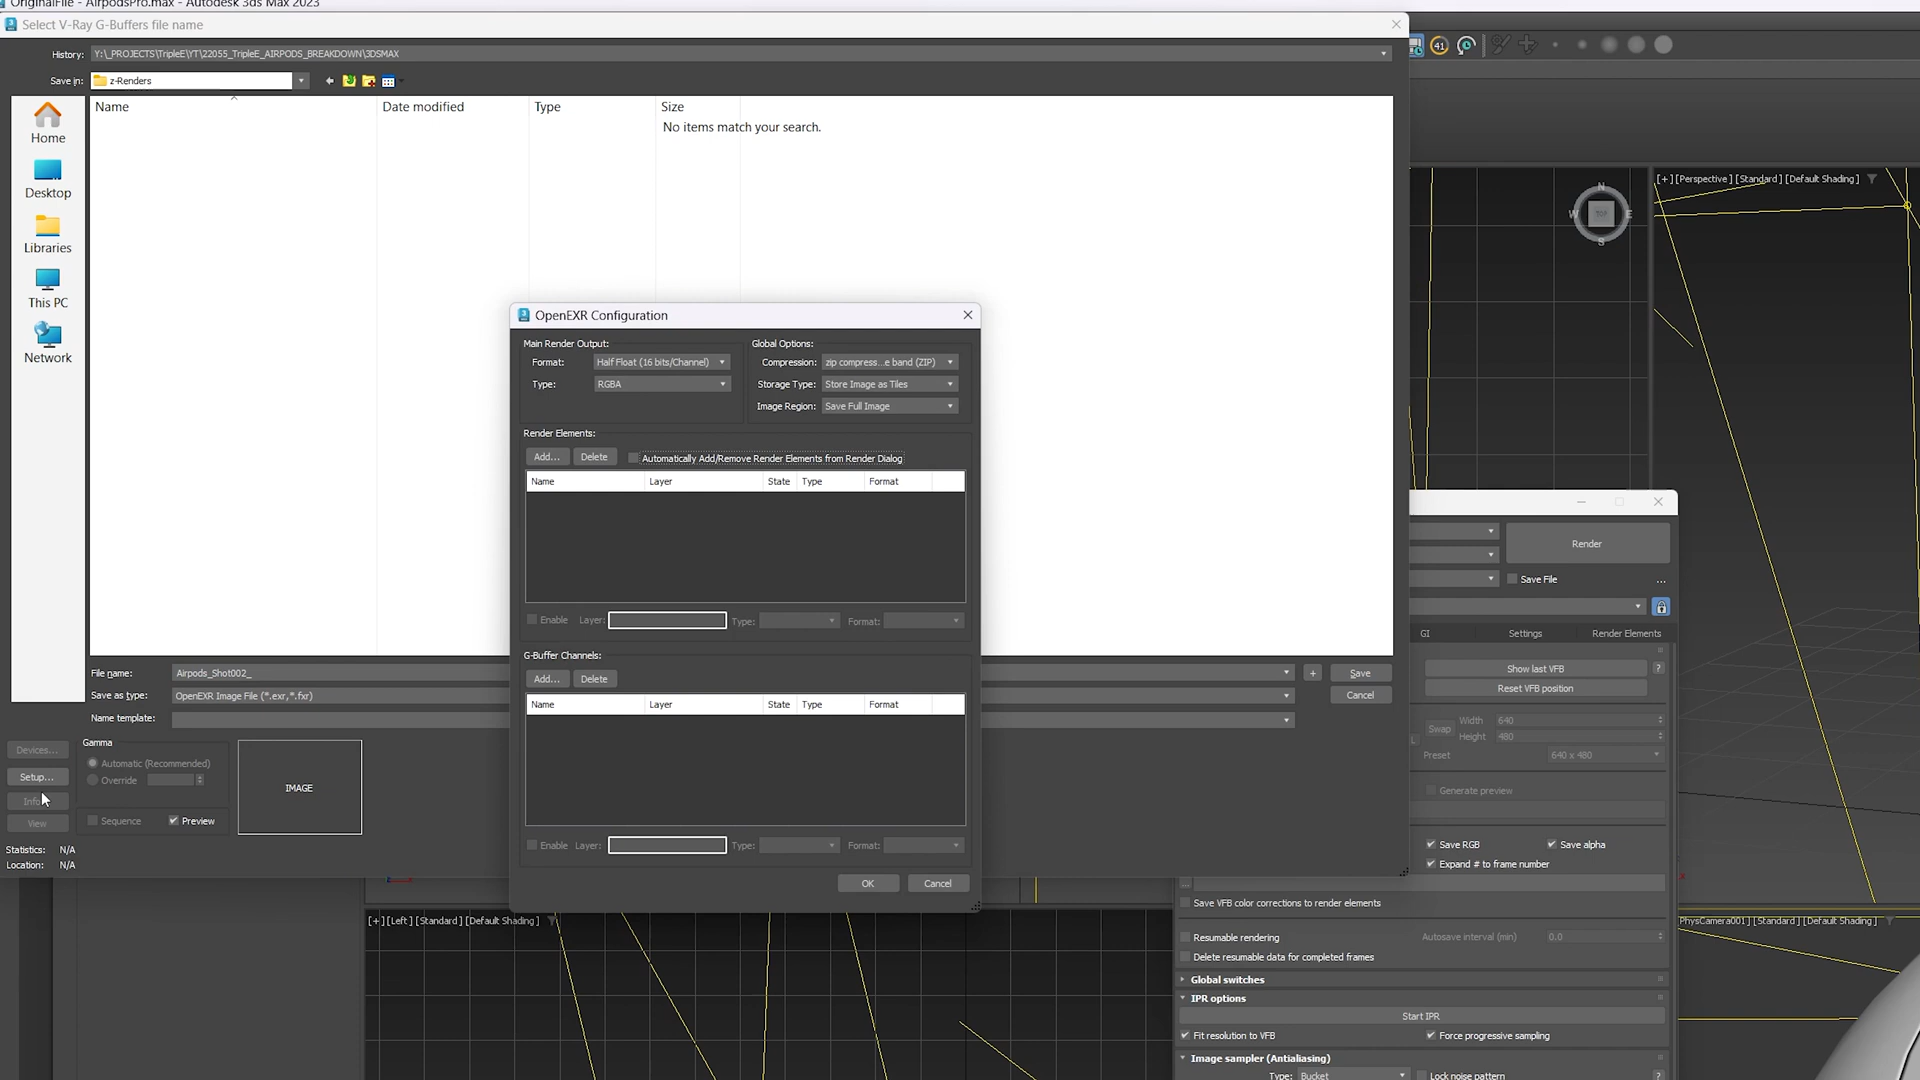 OriginalFile - AirpodsPro.max - Autodesk 3ds Max 2023
Select V-Ray G-Buffers file name
History: Y:\_PROJECTS\TripleE\YT\22055_TripleE_AIRPODS_BREAKDOWN\3DSMAX
41
Save in: z-Renders
Name Date modified Type Size
No items match your search.
Home
Desktop
Libraries
This PC
Network
[+] [Perspective] [Standard] [Default Shading]
N
W TOP E
S
OpenEXR Configuration
Main Render Output: Global Options:
Format: Half Float (16 bits/Channel) Compression: zip compress...e band (ZIP)
Type: RGBA Storage Type: Store Image as Tiles
Image Region: Save Full Image
Render Elements:
Add... Delete Automatically Add/Remove Render Elements from Render Dialog
Name Layer State Type Format
Enable Layer: Type: Format:
G-Buffer Channels:
Add... Delete
Name Layer State Type Format
Enable Layer: Type: Format:
OK Cancel
File name: Airpods_Shot002_ + Save
Save as type: OpenEXR Image File (*.exr,*.fxr) Cancel
Name template:
Devices...
Setup...
Info
View
Gamma
Automatic (Recommended)
Override
Sequence Preview
IMAGE
Statistics: N/A
Location: N/A
Render
Save File ...
GI Settings Render Elements
Show last VFB ?
Reset VFB position
Swap Width 640
Height 480
Preset 640 x 480
Generate preview
Save RGB Save alpha
Expand # to frame number
...
Save VFB color corrections to render elements
Resumable rendering Autosave interval (min) 0.0
Delete resumable data for completed frames
Global switches
IPR options
Start IPR
Fit resolution to VFB Force progressive sampling
Image sampler (Antialiasing)
Type: Bucket Lock noise pattern ?
[+] [Left] [Standard] [Default Shading]
PhysCamera001] [Standard] [Default Shading]